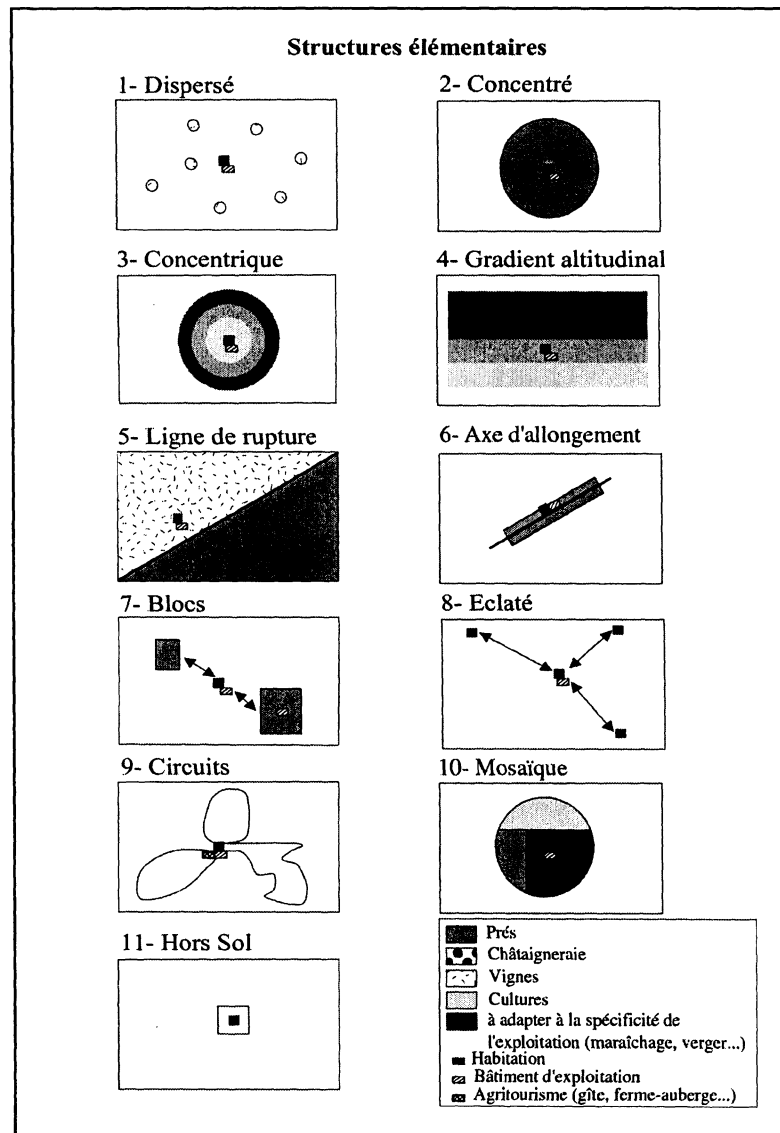 Structures élémentaires
1- Dispersé
2- Concentré
3- Concentrique
4- Gradient altitudinal
5- Ligne de rupture
6- Axe d'allongement
7- Blocs
8- Eclaté
9- Circuits
10- Mosaïque
11- Hors Sol
Prés
Châtaigneraie
Vignes
Cultures
à adapter à la spécificité de
l'exploitation (maraîchage, verger...)
Habitation
Bâtiment d'exploitation
Agritourisme (gîte, ferme-auberge...)